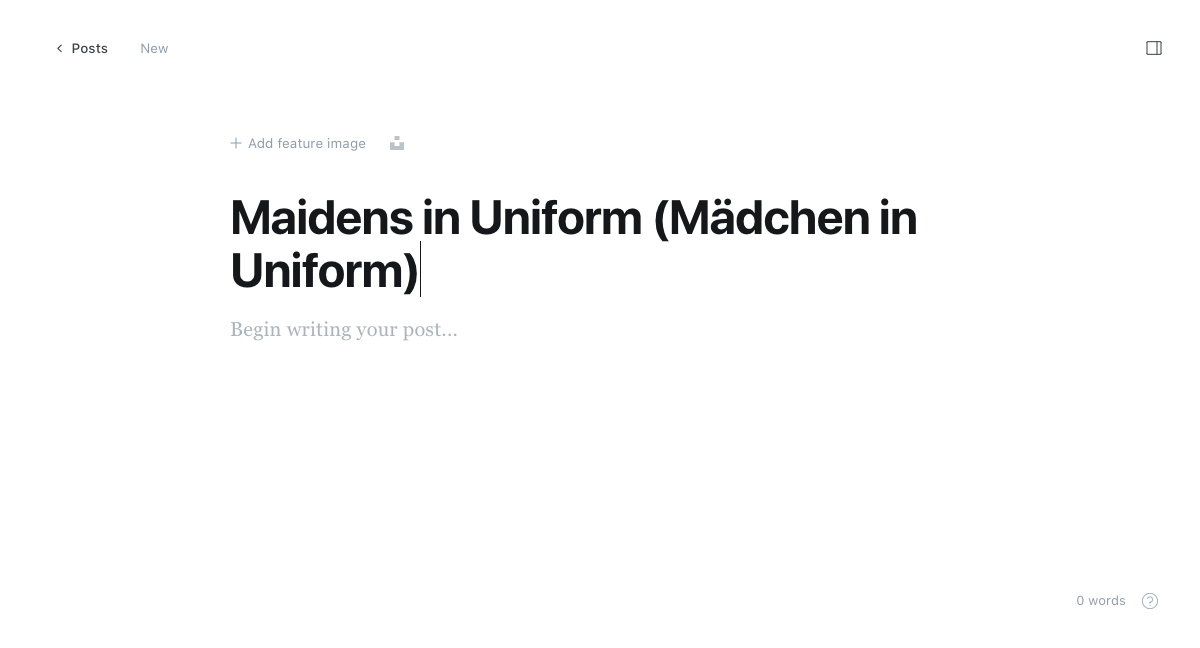 Posts
New
Add feature image
Maidens in Uniform (Mädchen in
Uniform)
Begin writing your post...
0 words
?